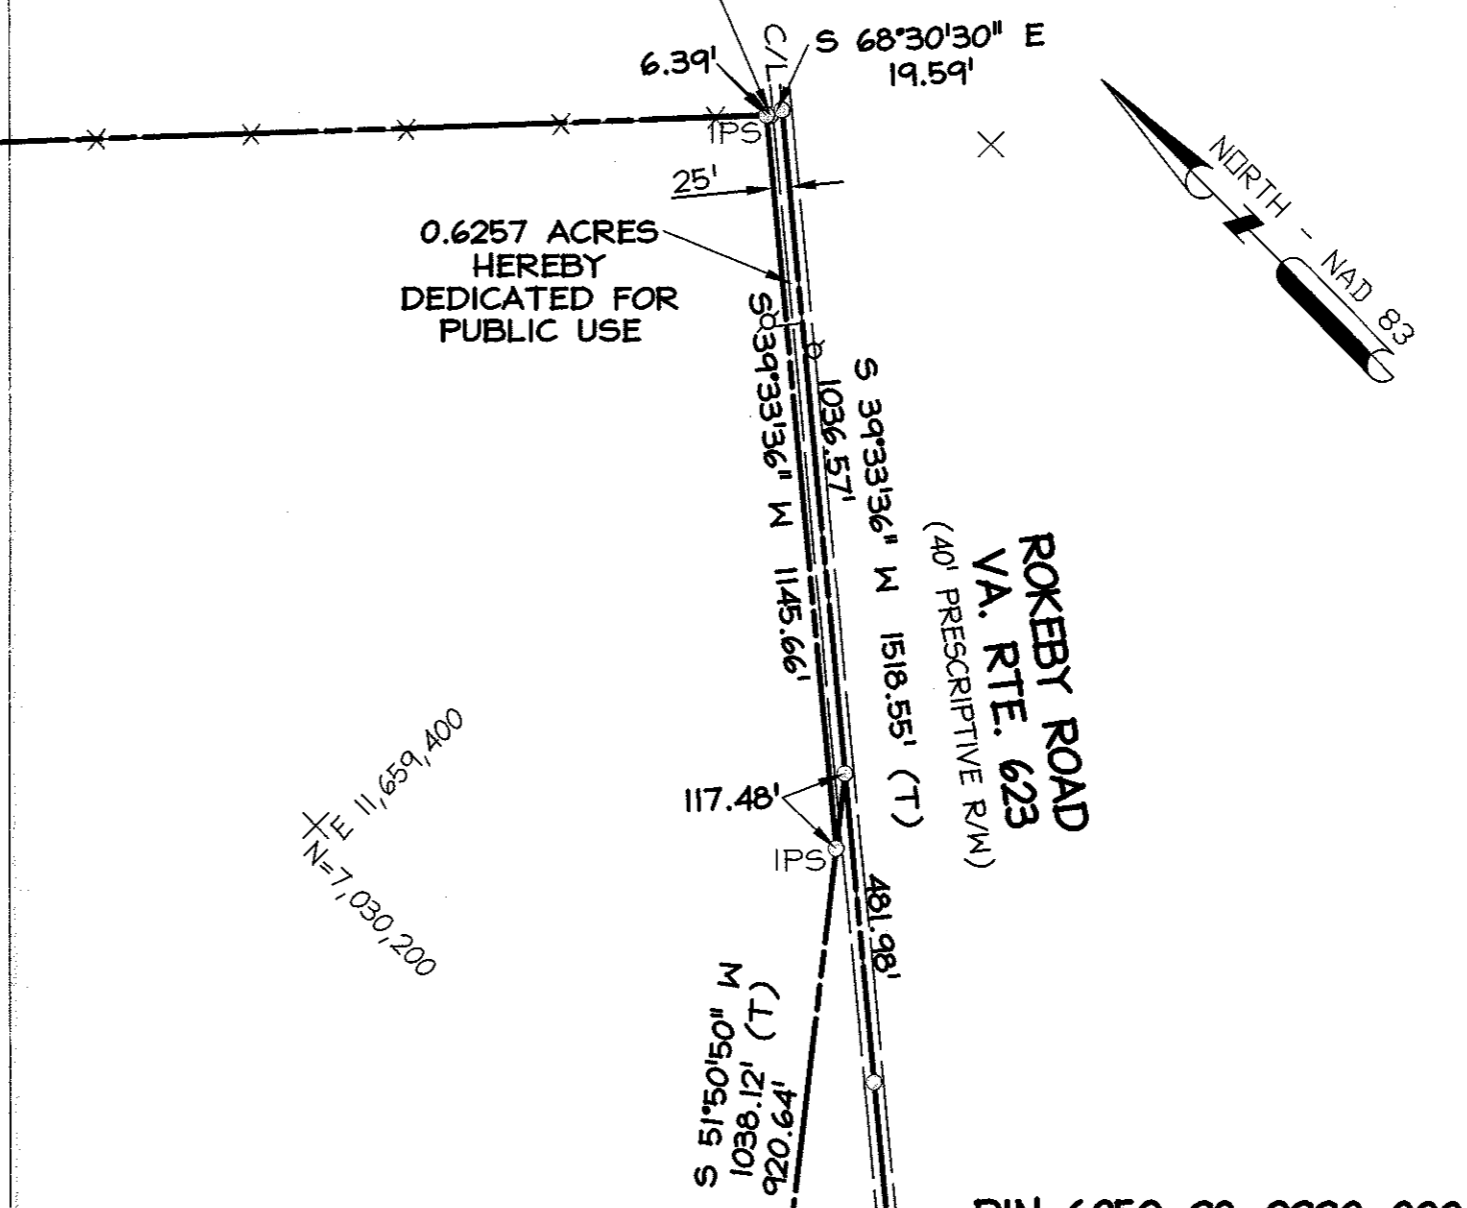 C/L
S 68°30'30" E
19.59'
6.39'
IPS
25'
NORTH - NAD 83
0.6257 ACRES
HEREBY
DEDICATED FOR
PUBLIC USE
S 39°33'36" W 1145.66'
1036.57'
S 39°33'36" W 1518.55' (T)
ROKEBY ROAD
VA. RTE. 623
(40' PRESCRIPTIVE R/W)
E 11,659,400
N=7,030,200
117.48'
IPS
481.98'
S 51°50'50" W
1038.12' (T)
920.64'